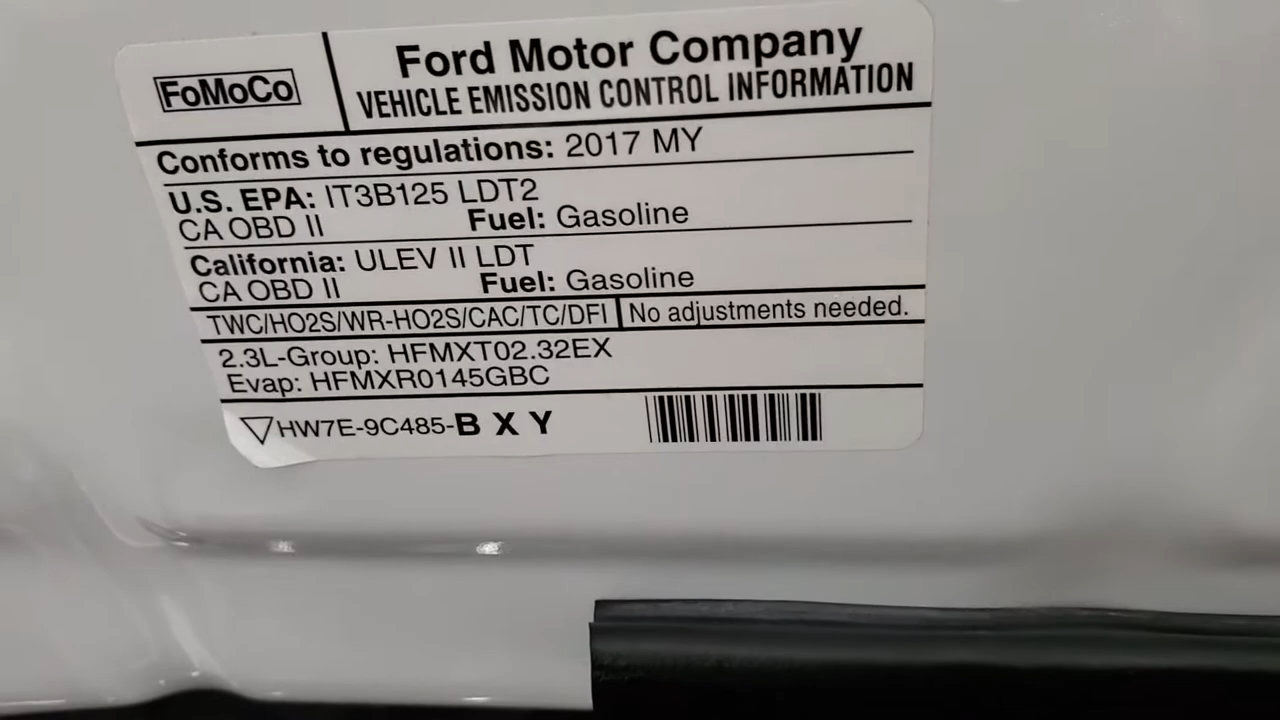 FoMoCo
Ford Motor Company
VEHICLE EMISSION CONTROL INFORMATION
Conforms to regulations: 2017 MY
U.S. EPA: IT3B125 LDT2
CA OBD II Fuel: Gasoline
California: ULEV II LDT
CA OBD II Fuel: Gasoline
TWC/HO2S/WR-HO2S/CAC/TC/DFI No adjustments needed.
2.3L-Group: HFMXT02.32EX
Evap: HFMXR0145GBC
HW7E-9C485-B X Y